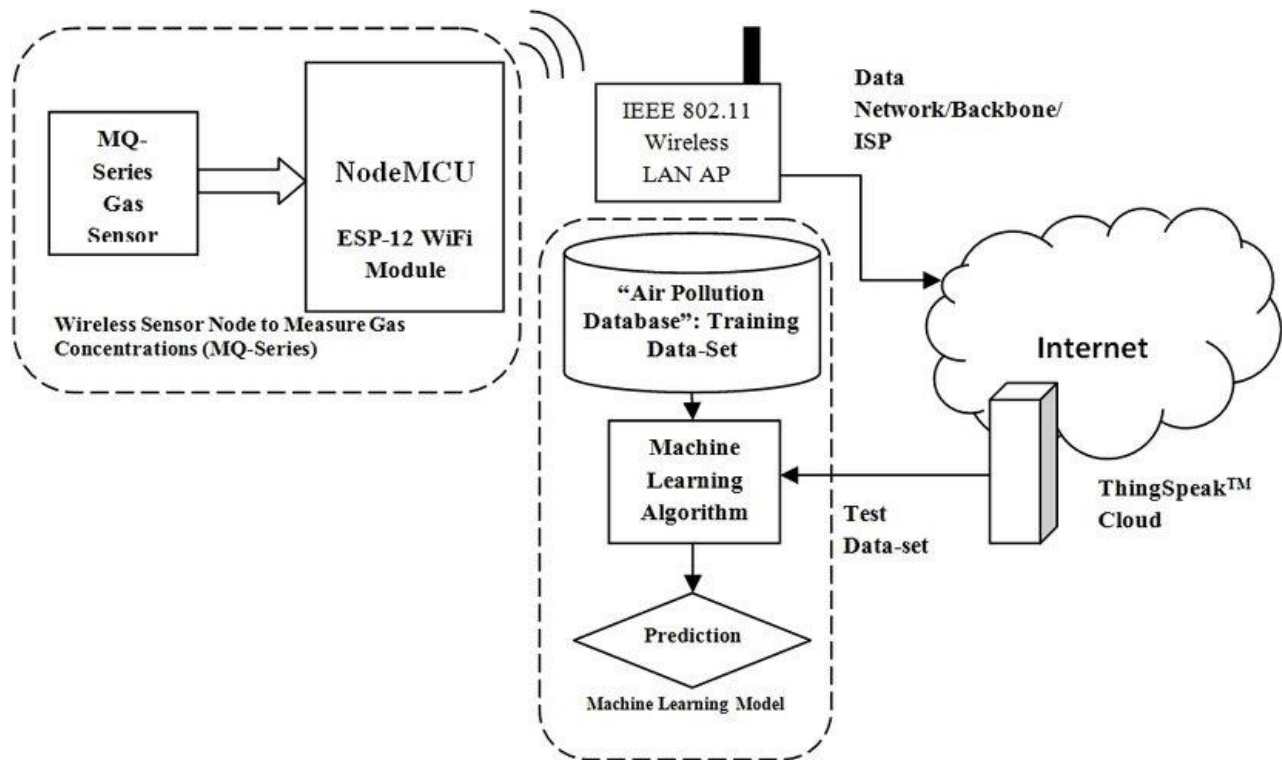 MQ-
Series
Gas
Sensor
NodeMCU
ESP-12 WiFi
Module
Wireless Sensor Node to Measure Gas
Concentrations (MQ-Series)
IEEE 802.11
Wireless
LAN AP
Data
Network/Backbone/
ISP
“Air Pollution
Database”: Training
Data-Set
Internet
Machine
Learning
Algorithm
Test
Data-set
ThingSpeak™
Cloud
Prediction
Machine Learning Model